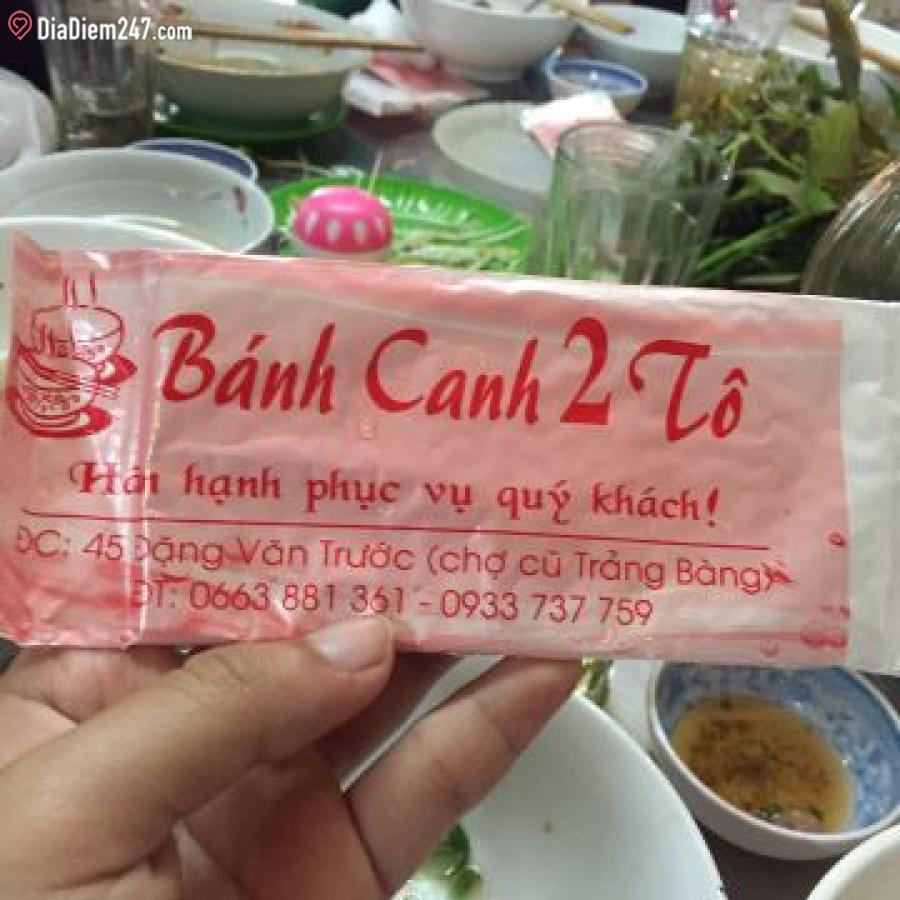 DiaDiem247.com
Bánh Canh 2 Tô
Hân hạnh phục vụ quý khách!
ĐC: 45 Đặng Văn Trước (chợ cũ Trảng Bàng)
ĐT: 0663 881 361 - 0933 737 759